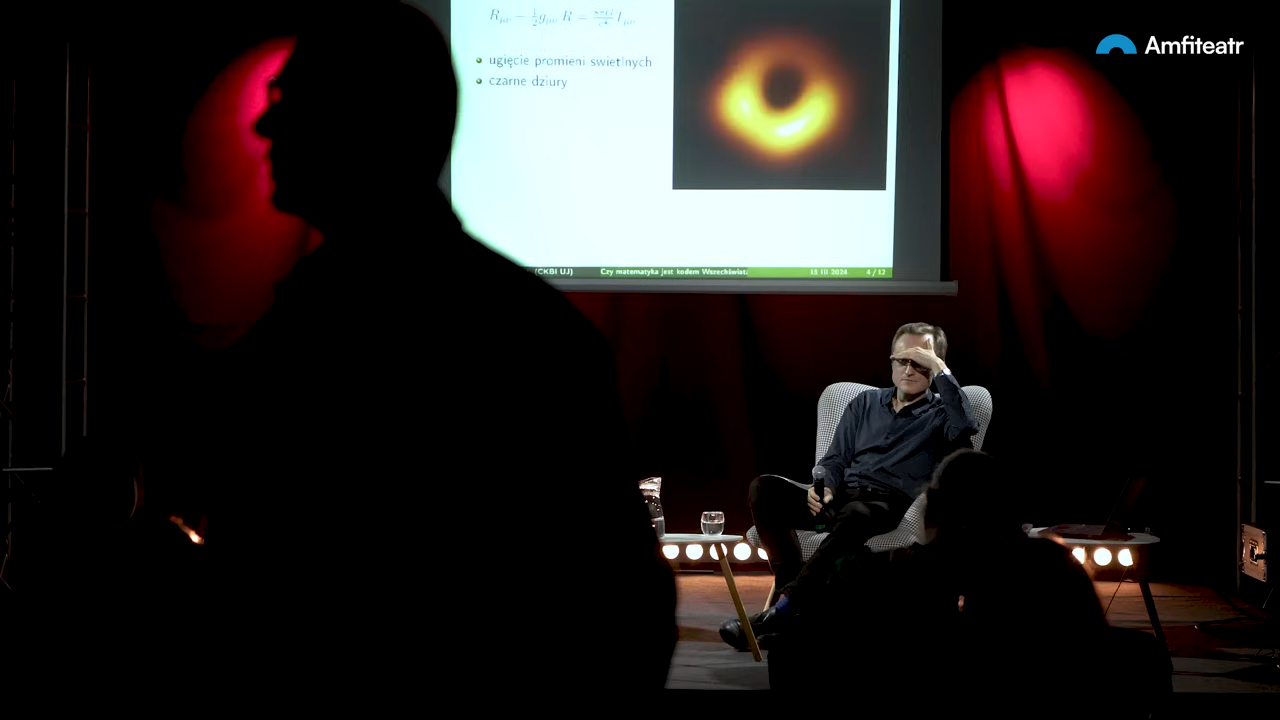 Amfiteatr
ugięcie promieni świetlnych
czarne dziury
(CKBI UJ) Czy matematyka jest kodem Wszechświata 15 III 2024 4 / 12